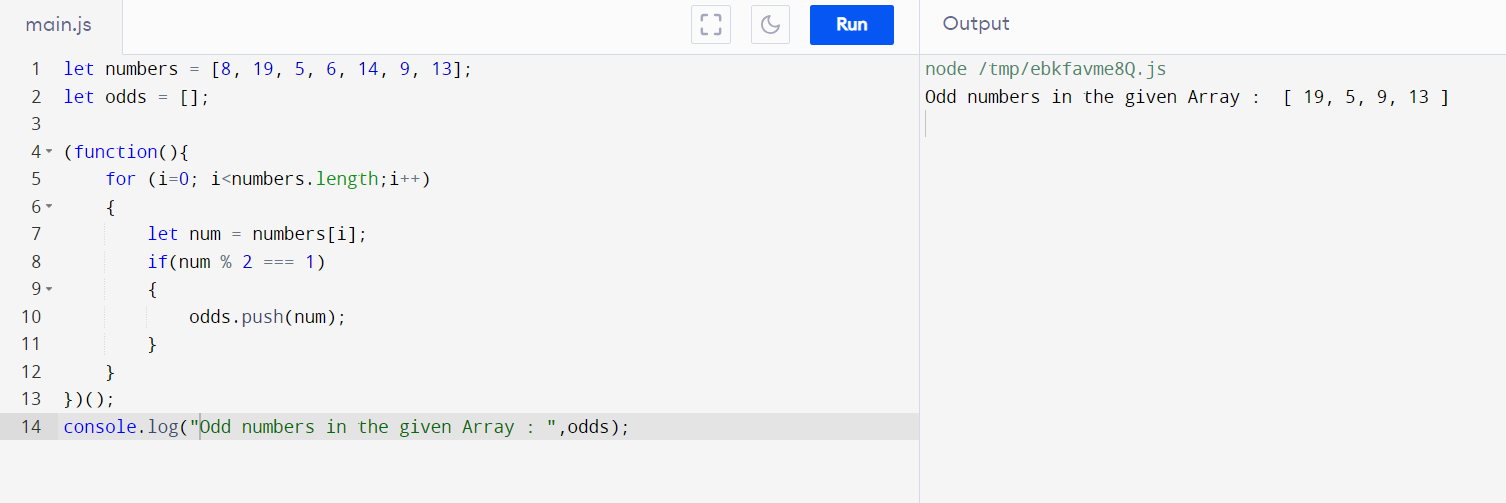 main.js
Run
Output
1 let numbers = [8, 19, 5, 6, 14, 9, 13];
2 let odds = [];
3
4 (function(){
5 for (i=0; i<numbers.length;i++)
6 {
7 let num = numbers[i];
8 if(num % 2 === 1)
9 {
10 odds.push(num);
11 }
12 }
13 })();
14 console.log("Odd numbers in the given Array : ",odds);
node /tmp/ebkfavme8Q.js
Odd numbers in the given Array :  [ 19, 5, 9, 13 ]